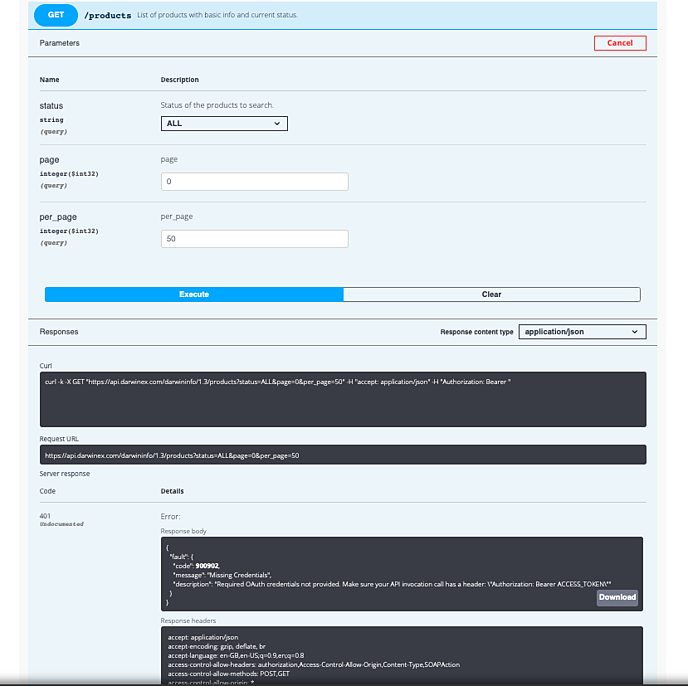 GET /products List of products with basic info and current status.
Parameters Cancel
Name Description
status Status of the products to search.
string ALL
(query)
page page
integer($int32)
(query) 0
per_page per_page
integer($int32)
(query) 50
Execute Clear
Responses Response content type application/json
Curl
curl -k -X GET "https://api.darwinex.com/darwininfo/1.3/products?status=ALL&page=0&per_page=50" -H "accept: application/json" -H "Authorization: Bearer "
Request URL
https://api.darwinex.com/darwininfo/1.3/products?status=ALL&page=0&per_page=50
Server response
Code Details
401 Error:
Undocumented
Response body
{
"fault": {
"code": 900902,
"message": "Missing Credentials",
"description": "Required OAuth credentials not provided. Make sure your API invocation call has a header: \"Authorization: Bearer ACCESS_TOKEN\""
}
}
Download
Response headers
accept: application/json
accept-encoding: gzip, deflate, br
accept-language: en-GB,en-US;q=0.9,en;q=0.8
access-control-allow-headers: authorization,Access-Control-Allow-Origin,Content-Type,SOAPAction
access-control-allow-methods: POST,GET
access-control-allow-origin: *